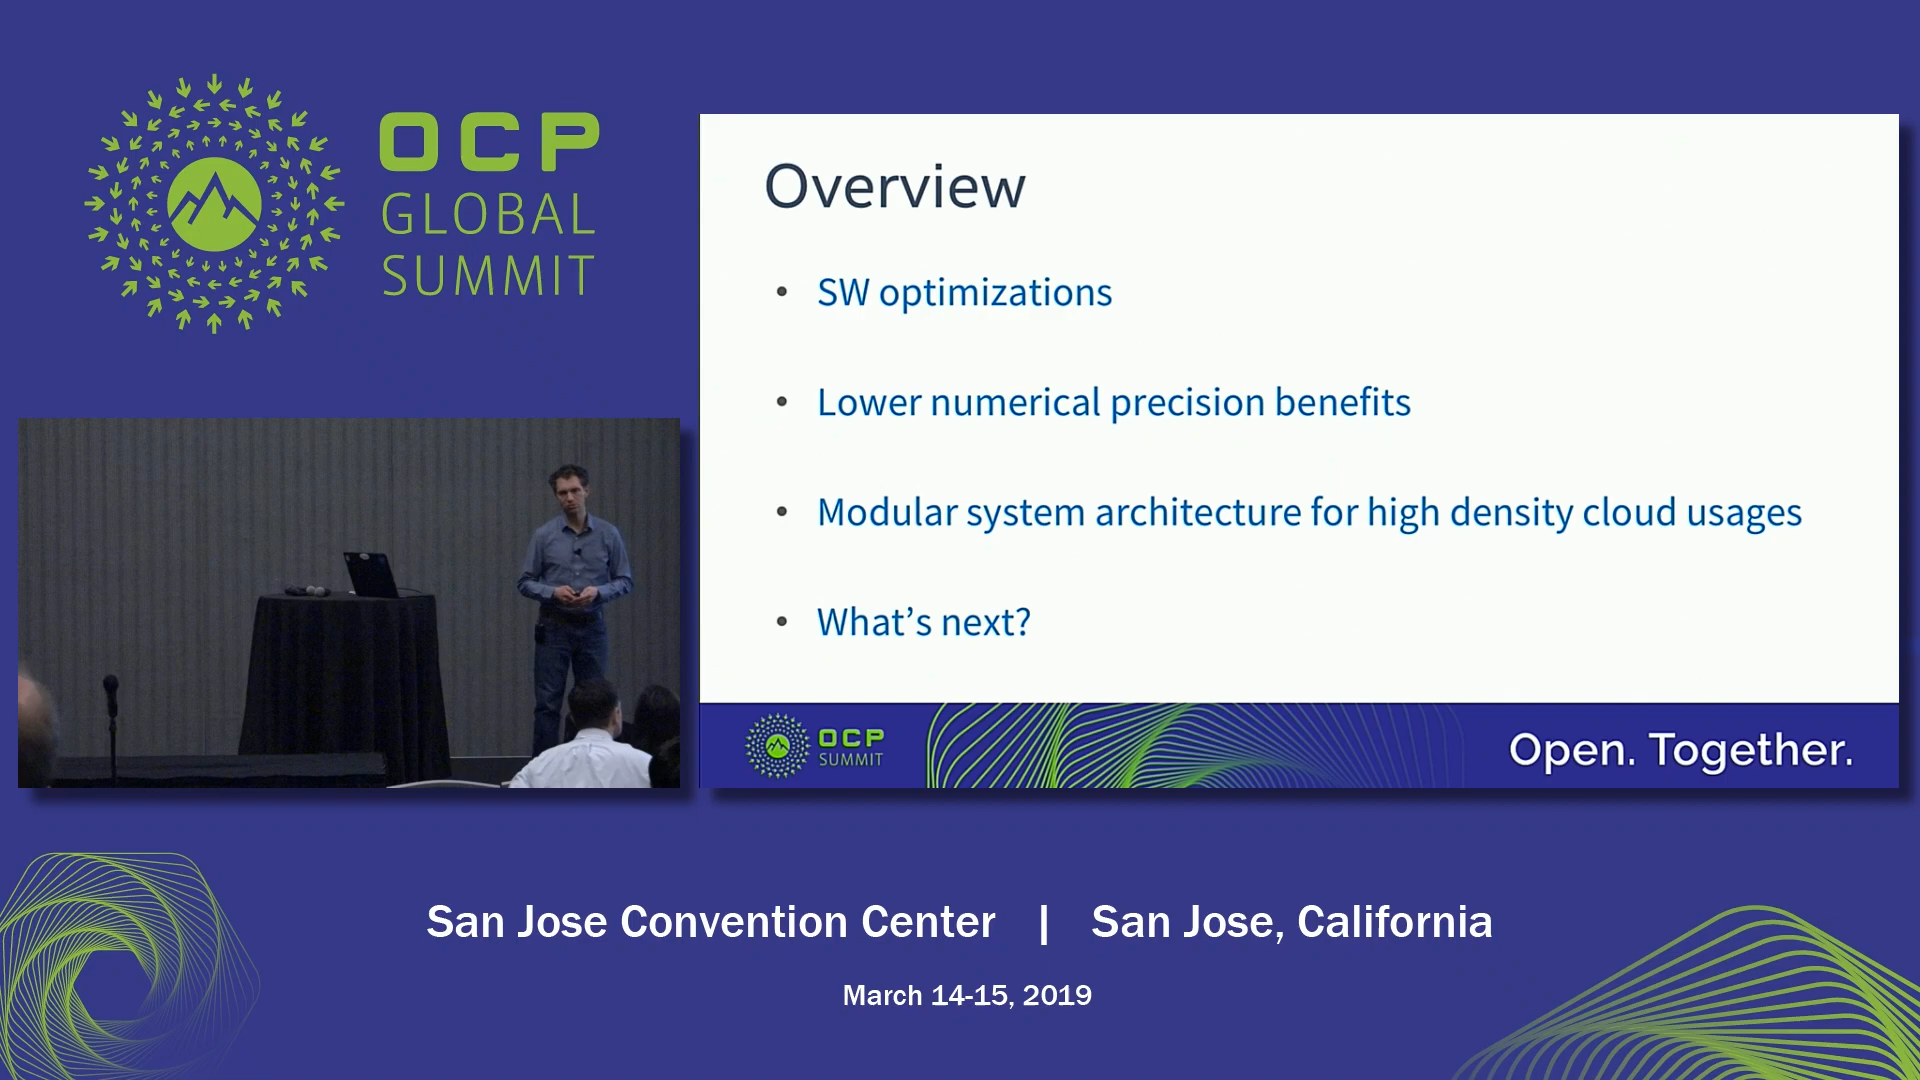 OCP
GLOBAL
SUMMIT
Overview
• SW optimizations
• Lower numerical precision benefits
• Modular system architecture for high density cloud usages
• What’s next?
OCP
SUMMIT
Open. Together.
San Jose Convention Center | San Jose, California
March 14-15, 2019